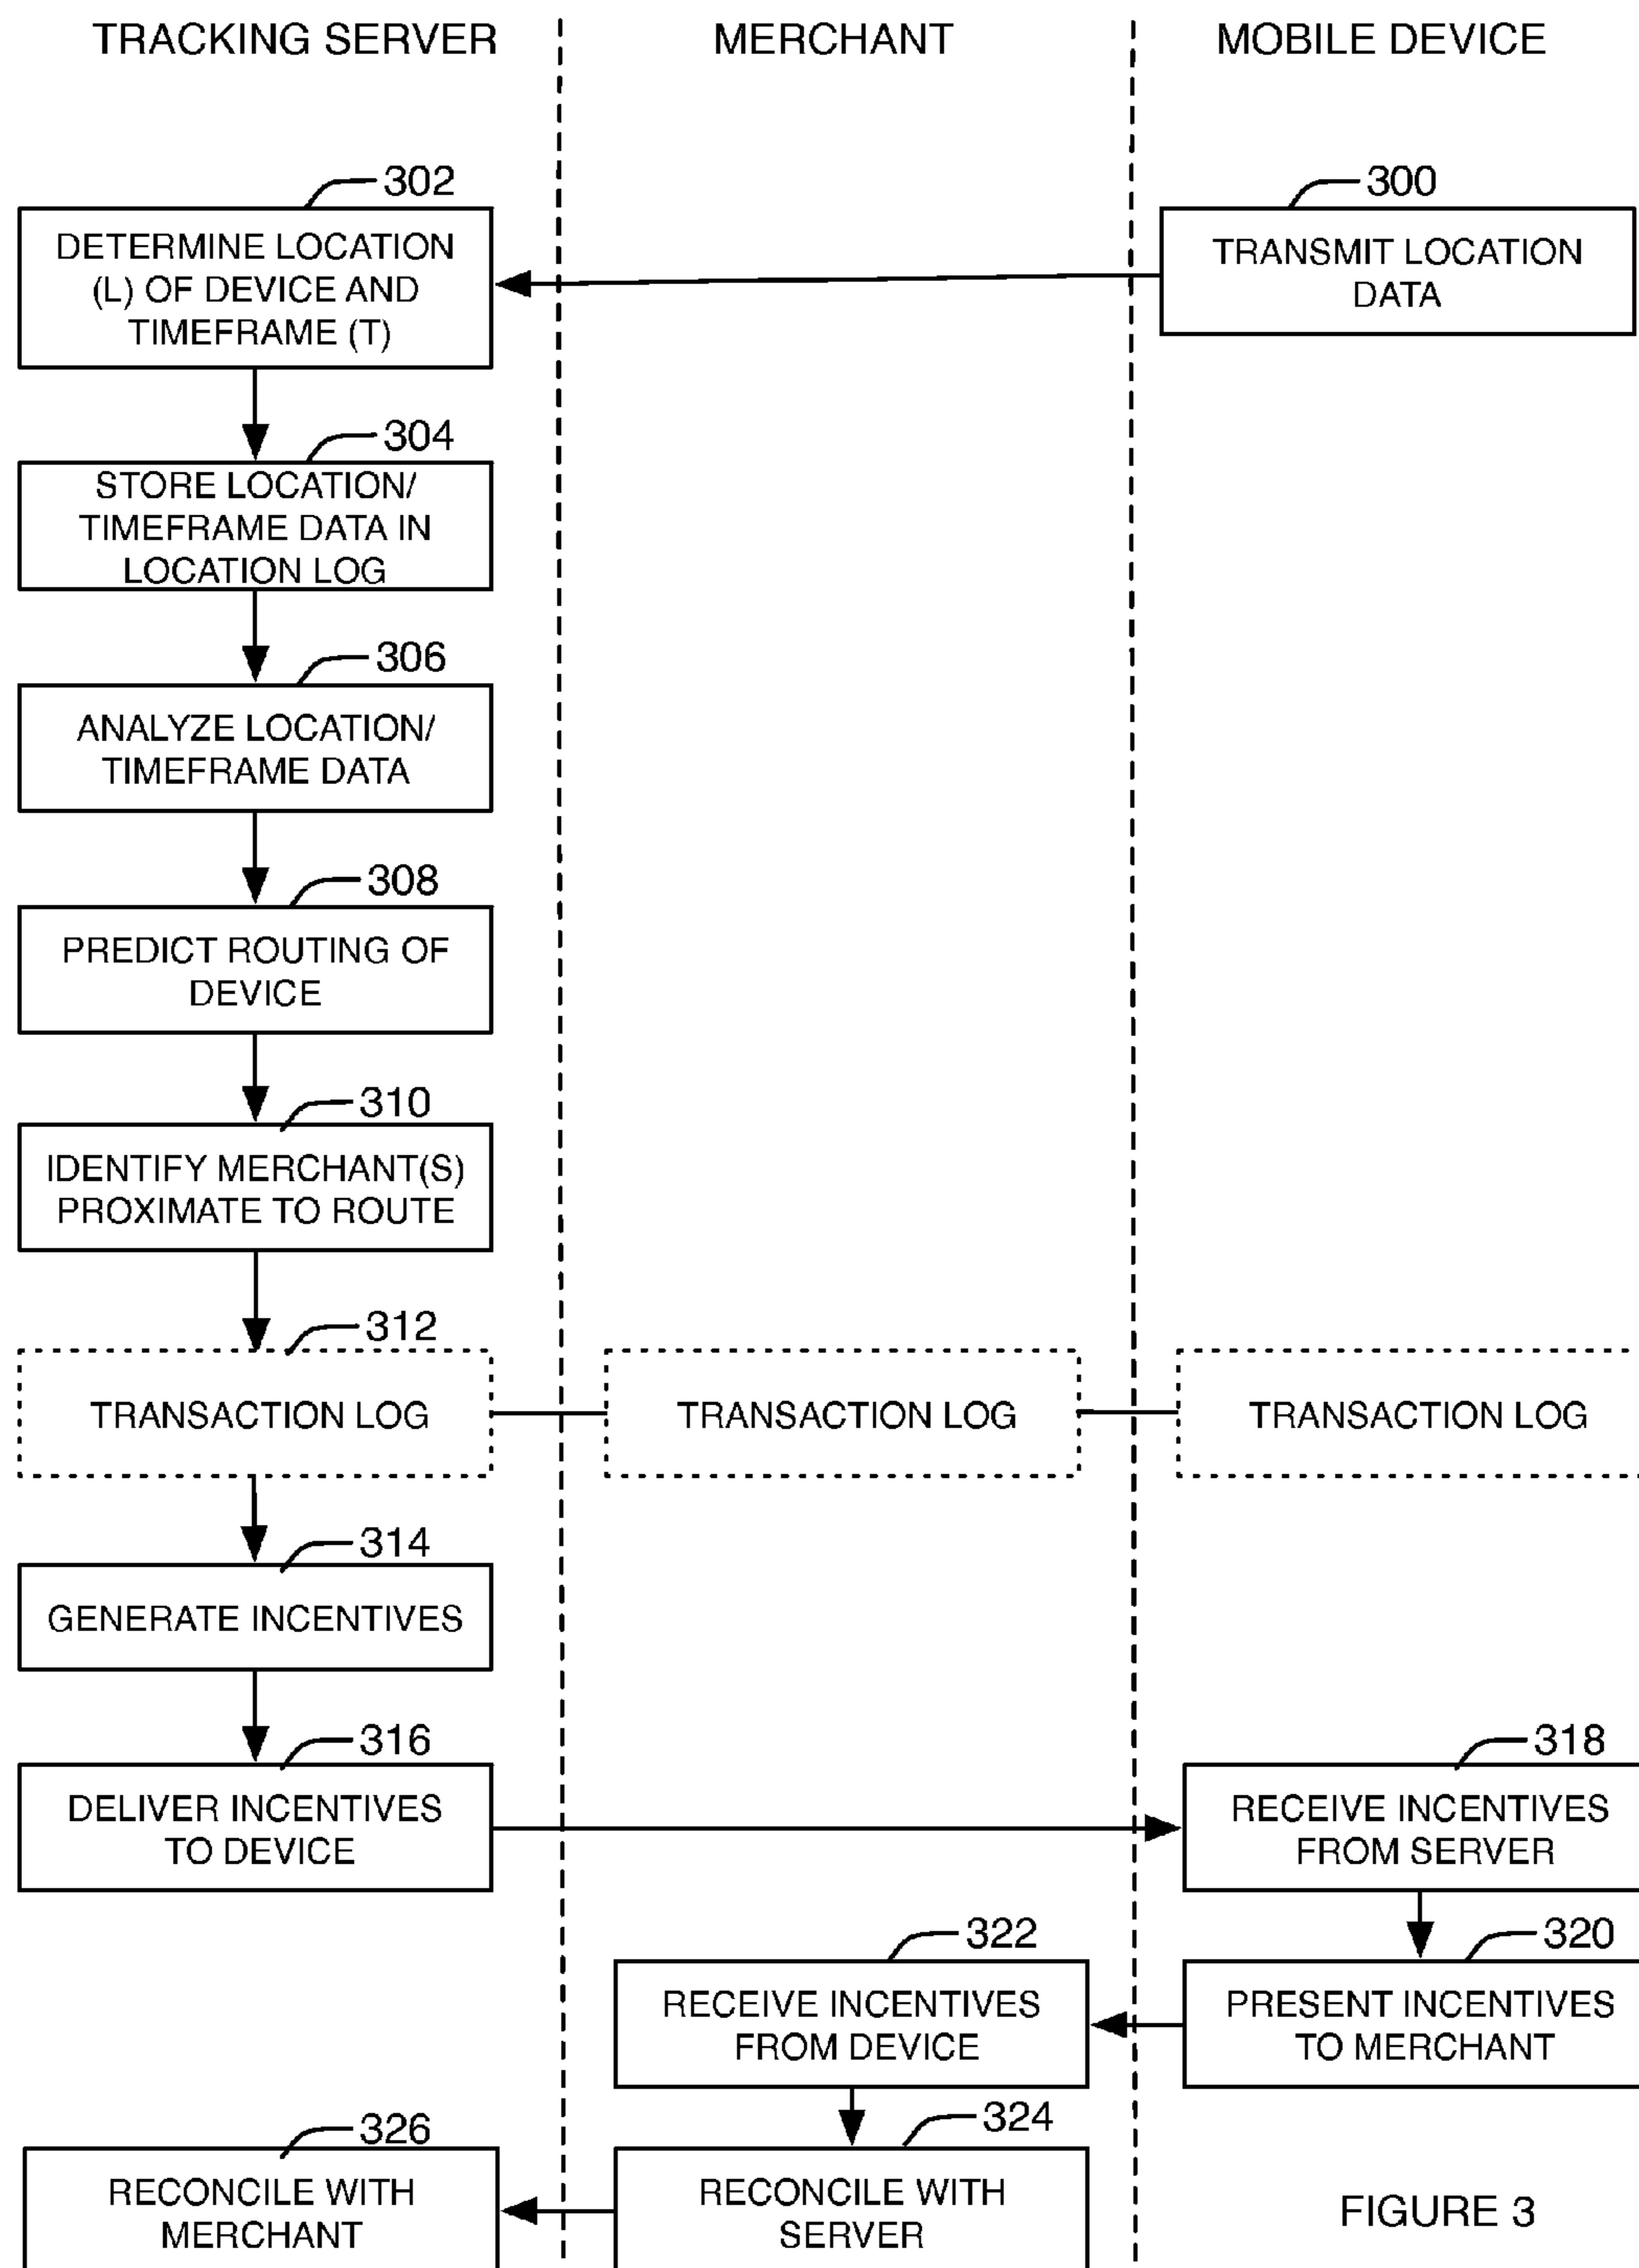 TRACKING SERVER
MERCHANT
MOBILE DEVICE
302
300
DETERMINE LOCATION
(L) OF DEVICE AND
TIMEFRAME (T)
TRANSMIT LOCATION
DATA
304
STORE LOCATION/
TIMEFRAME DATA IN
LOCATION LOG
306
ANALYZE LOCATION/
TIMEFRAME DATA
308
PREDICT ROUTING OF
DEVICE
310
IDENTIFY MERCHANT(S)
PROXIMATE TO ROUTE
312
TRANSACTION LOG
TRANSACTION LOG
TRANSACTION LOG
314
GENERATE INCENTIVES
316
DELIVER INCENTIVES
TO DEVICE
318
RECEIVE INCENTIVES
FROM SERVER
320
PRESENT INCENTIVES
TO MERCHANT
322
RECEIVE INCENTIVES
FROM DEVICE
324
RECONCILE WITH
SERVER
326
RECONCILE WITH
MERCHANT
FIGURE 3